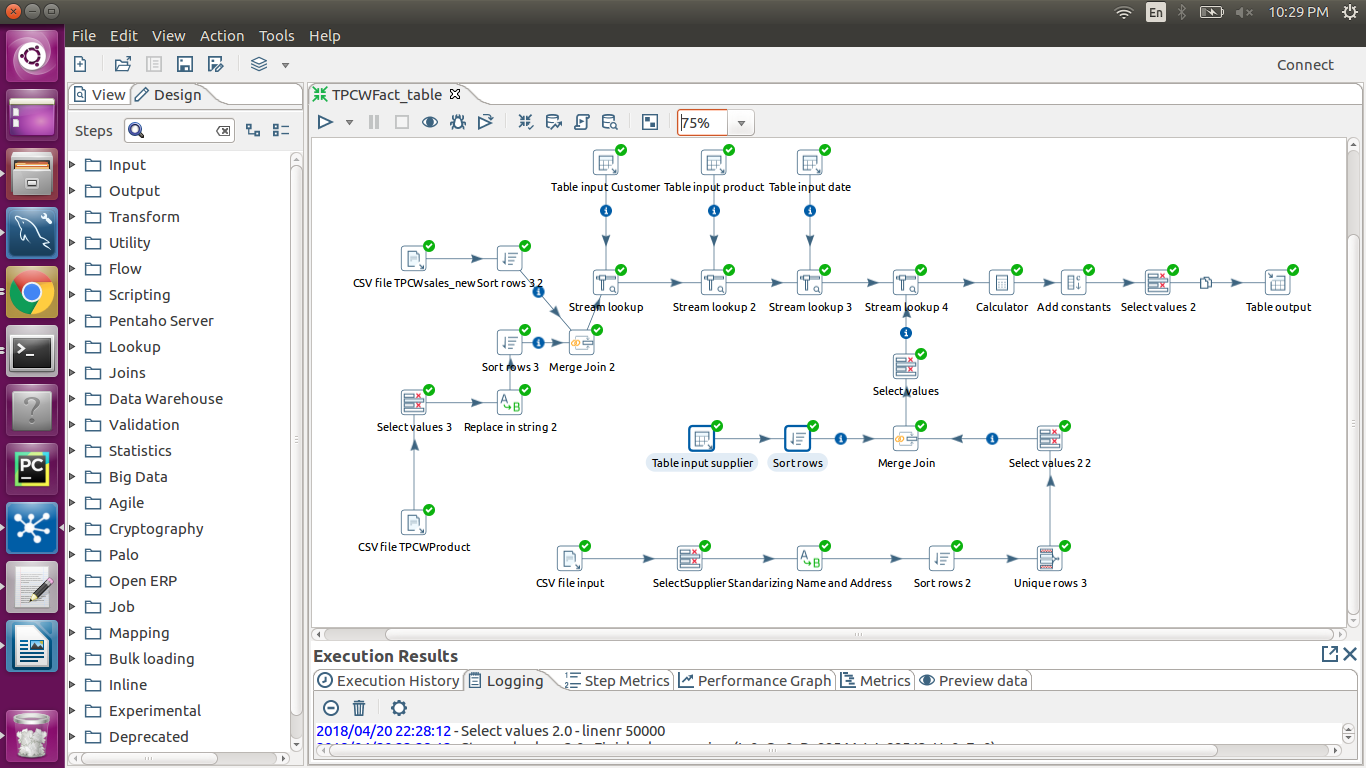 En 10:29 PM
File Edit View Action Tools Help
Connect
View Design
Steps
Input
Output
Transform
Utility
Flow
Scripting
Pentaho Server
Lookup
Joins
Data Warehouse
Validation
Statistics
Big Data
Agile
Cryptography
Palo
Open ERP
Job
Mapping
Bulk loading
Inline
Experimental
Deprecated
PC
TPCWFact_table
75%
Table input Customer Table input product Table input date
CSV file TPCWsales_new Sort rows 3 2
Stream lookup Stream lookup 2 Stream lookup 3 Stream lookup 4 Calculator Add constants Select values 2 Table output
Sort rows 3 Merge Join 2
Select values
Select values 3 Replace in string 2
Table input supplier Sort rows Merge Join Select values 2 2
CSV file TPCWProduct
CSV file input SelectSupplier Standarizing Name and Address Sort rows 2 Unique rows 3
Execution Results
Execution History Logging Step Metrics Performance Graph Metrics Preview data
2018/04/20 22:28:12 - Select values 2.0 - linenr 50000